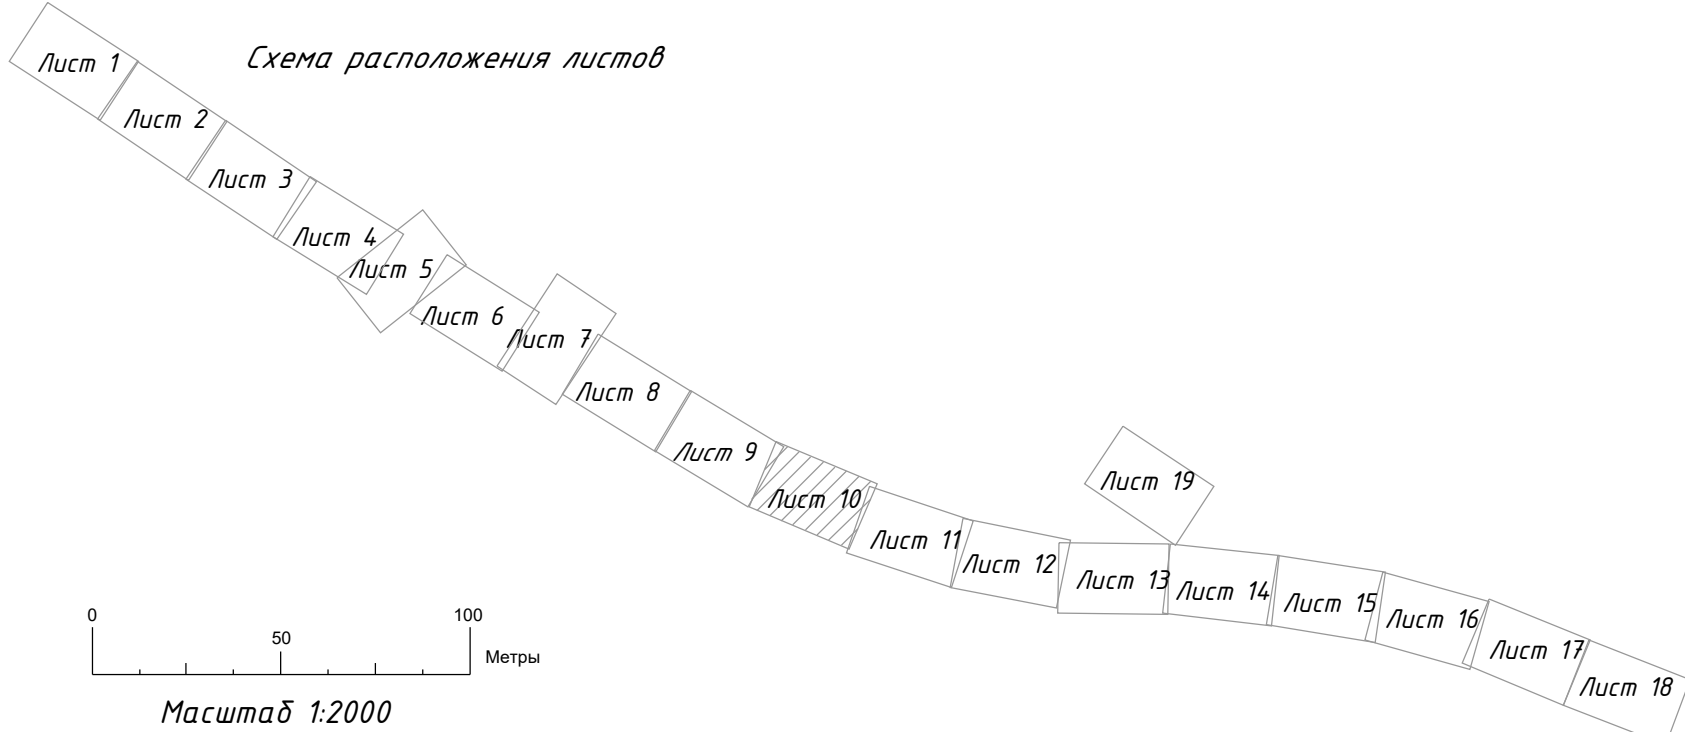 Схема расположения листов
Лист 1
Лист 2
Лист 3
Лист 4
Лист 5
Лист 6
Лист 7
Лист 8
Лист 9
Лист 10
Лист 11
Лист 12
Лист 13
Лист 14
Лист 15
Лист 16
Лист 17
Лист 18
Лист 19
0 50 100
Метры
Масштаб 1:2000